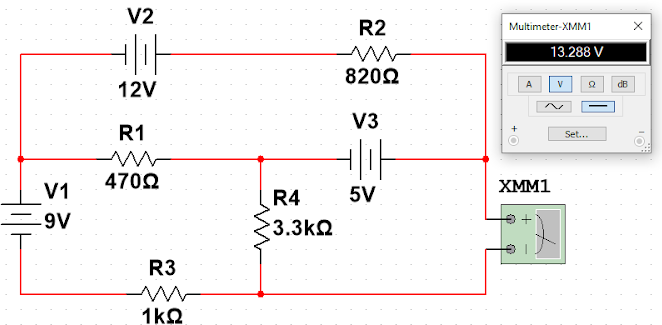 V2
12V
R2
820Ω
Multimeter-XMM1
13.288 V
A V Ω dB
+ Set... −
R1
470Ω
V3
5V
V1
9V
R4
3.3kΩ
XMM1
+
R3
1kΩ